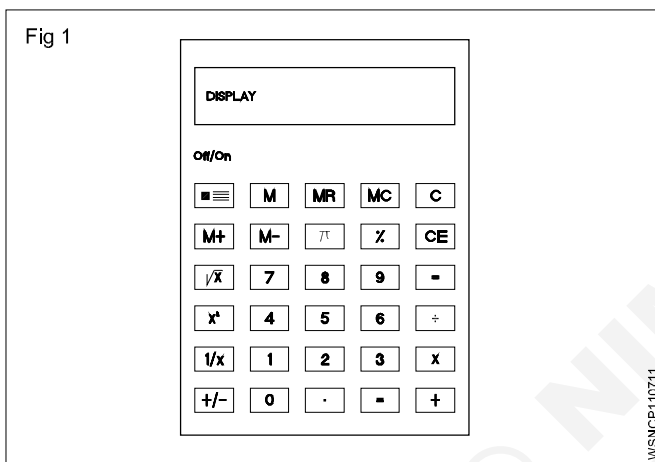 Fig 1
DISPLAY
Off/On
M MR MC C
M+ M- π % CE
√x 7 8 9 -
x² 4 5 6 ÷
1/x 1 2 3 x
+/- 0 . = +
WSNCP110711